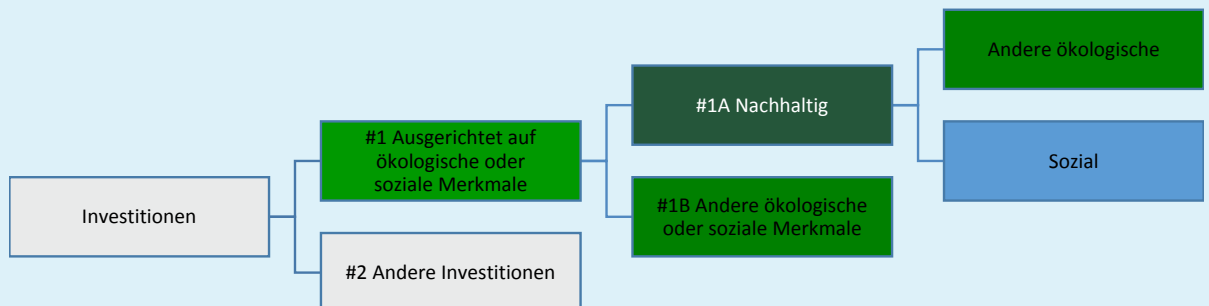 Investitionen
#1 Ausgerichtet auf
ökologische oder
soziale Merkmale
#2 Andere Investitionen
#1A Nachhaltig
#1B Andere ökologische
oder soziale Merkmale
Andere ökologische
Sozial